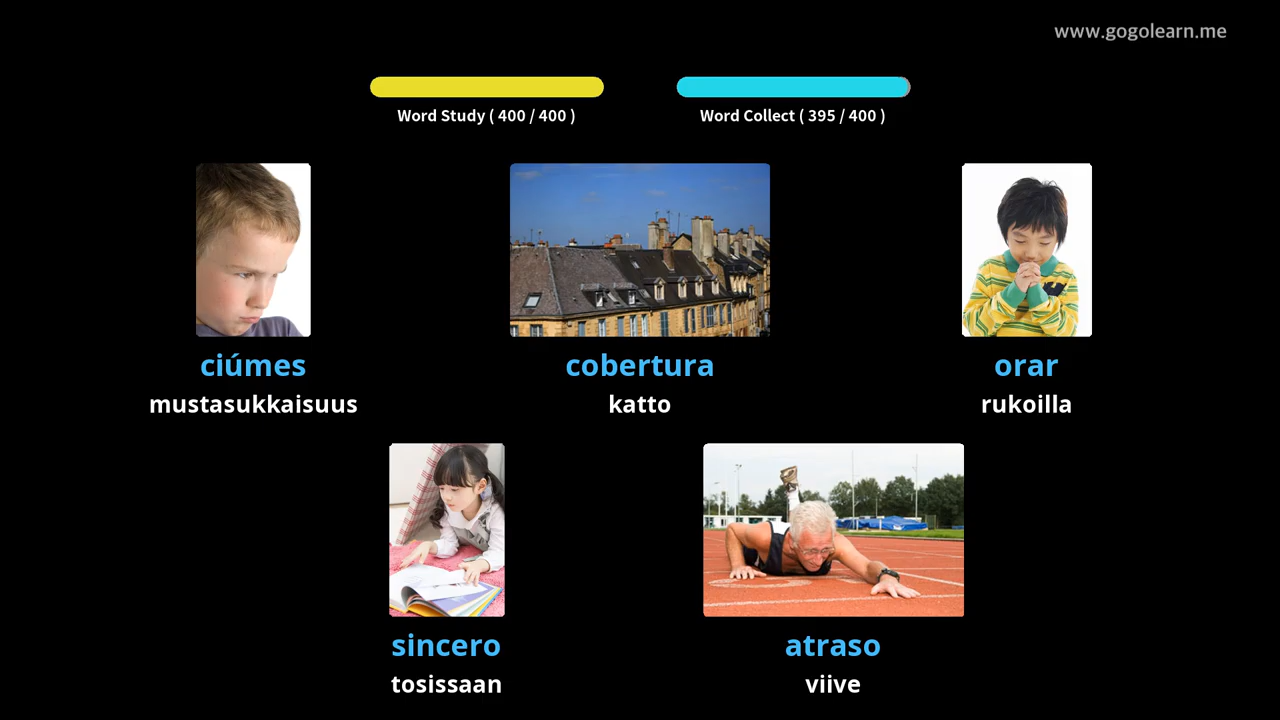 www.gogolearn.me
Word Study ( 400 / 400 )
Word Collect ( 395 / 400 )
ciúmes
mustasukkaisuus
cobertura
katto
orar
rukoilla
sincero
tosissaan
atraso
viive